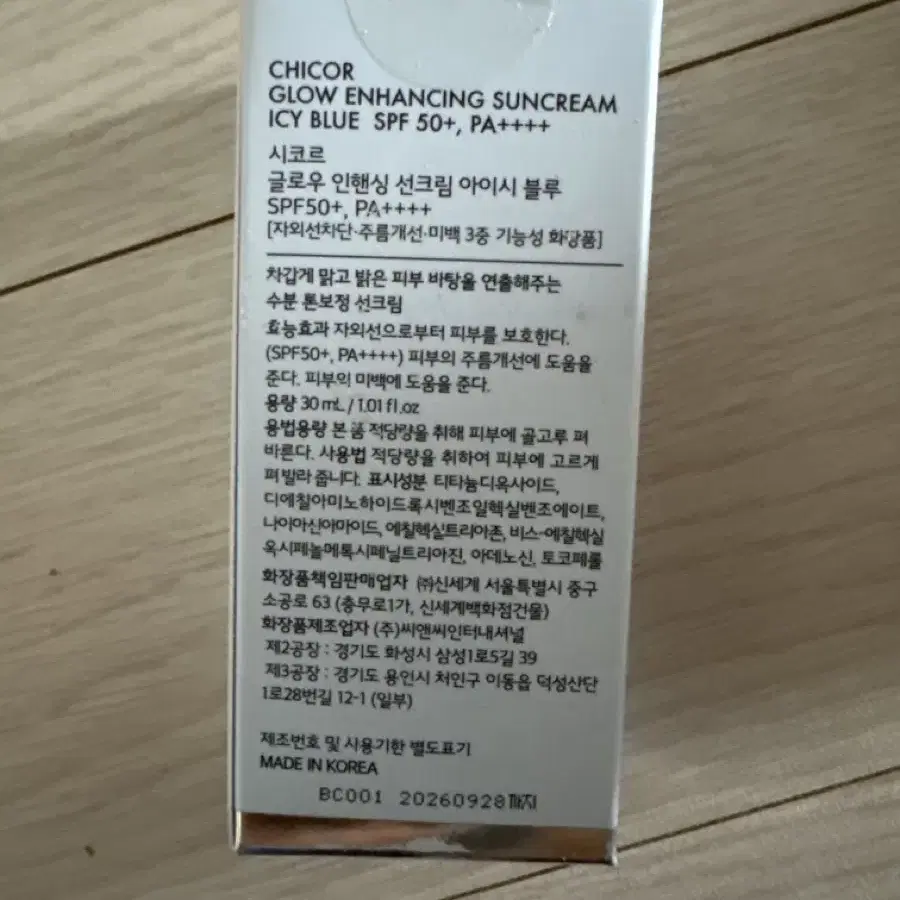 CHICOR
GLOW ENHANCING SUNCREAM
ICY BLUE SPF 50+, PA++++
시코르
글로우 인핸싱 선크림 아이시 블루
SPF50+, PA++++
[자외선차단·주름개선·미백 3중 기능성 화장품]
차갑게 맑고 밝은 피부 바탕을 연출해주는
수분 톤보정 선크림
효능효과 자외선으로부터 피부를 보호한다.
(SPF50+, PA++++) 피부의 주름개선에 도움을
준다. 피부의 미백에 도움을 준다.
용량 30 mL / 1.01 fl.oz
용법용량 본 품 적당량을 취해 피부에 골고루 펴
바른다. 사용법 적당량을 취하여 피부에 고르게
펴 발라 줍니다. 표시성분 티타늄디옥사이드,
디에칠아미노하이드록시벤조일헥실벤조에이트,
나이아신아마이드, 에칠헥실트리아존, 비스-에칠헥실
옥시페놀메톡시페닐트리아진, 아데노신, 토코페롤
화장품책임판매업자 ㈜신세계 서울특별시 중구
소공로 63 (충무로1가, 신세계백화점건물)
화장품제조업자 (주)씨앤씨인터내셔널
제2공장 : 경기도 화성시 삼성1로5길 39
제3공장 : 경기도 용인시 처인구 이동읍 덕성산단
1로28번길 12-1 (일부)
제조번호 및 사용기한 별도표기
MADE IN KOREA
BC001 20260928까지